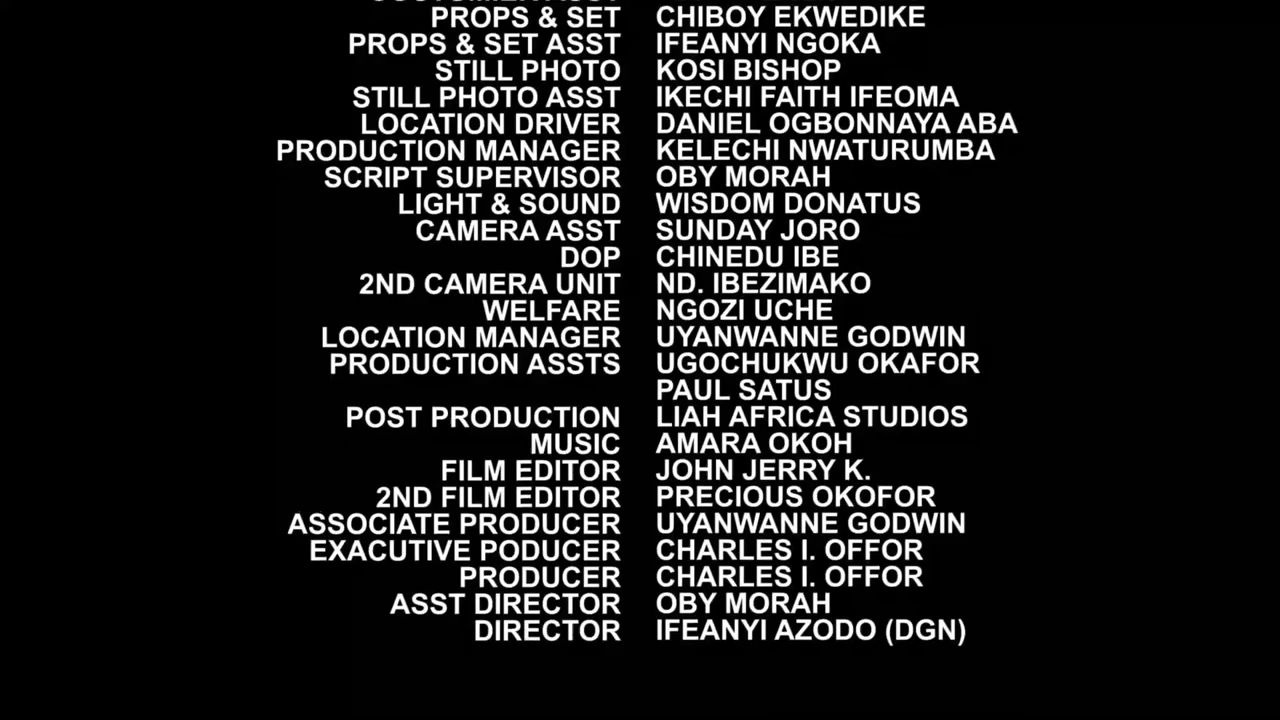 PROPS & SET CHIBOY EKWEDIKE
PROPS & SET ASST IFEANYI NGOKA
STILL PHOTO KOSI BISHOP
STILL PHOTO ASST IKECHI FAITH IFEOMA
LOCATION DRIVER DANIEL OGBONNAYA ABA
PRODUCTION MANAGER KELECHI NWATURUMBA
SCRIPT SUPERVISOR OBY MORAH
LIGHT & SOUND WISDOM DONATUS
CAMERA ASST SUNDAY JORO
DOP CHINEDU IBE
2ND CAMERA UNIT ND. IBEZIMAKO
WELFARE NGOZI UCHE
LOCATION MANAGER UYANWANNE GODWIN
PRODUCTION ASSTS UGOCHUKWU OKAFOR
PAUL SATUS
POST PRODUCTION LIAH AFRICA STUDIOS
MUSIC AMARA OKOH
FILM EDITOR JOHN JERRY K.
2ND FILM EDITOR PRECIOUS OKOFOR
ASSOCIATE PRODUCER UYANWANNE GODWIN
EXACUTIVE PODUCER CHARLES I. OFFOR
PRODUCER CHARLES I. OFFOR
ASST DIRECTOR OBY MORAH
DIRECTOR IFEANYI AZODO (DGN)